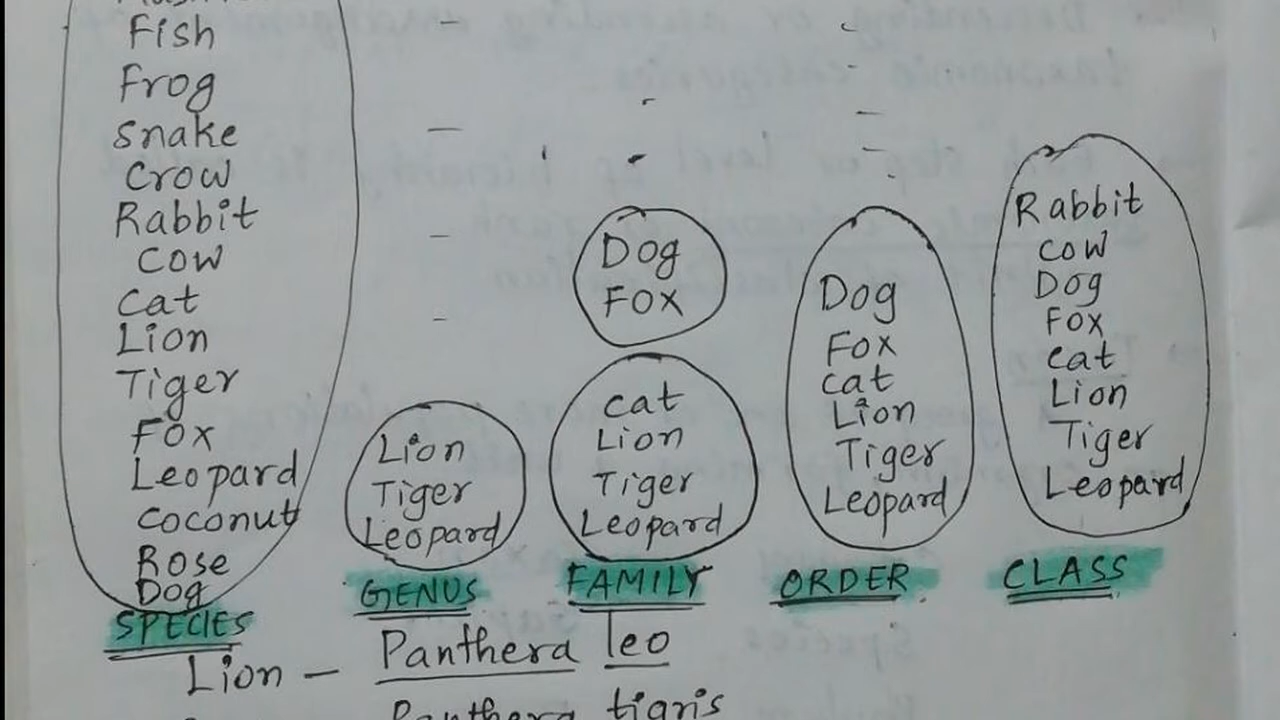 Fish
Frog
Snake
Crow
Rabbit
Cow
Cat
Lion
Tiger
Fox
Leopard
Coconut
Rose
Dog
SPECIES
Lion
Tiger
Leopard
GENUS
Dog
Fox
Cat
Lion
Tiger
Leopard
FAMILY
Dog
Fox
Cat
Lion
Tiger
Leopard
ORDER
Rabbit
Cow
Dog
Fox
Cat
Lion
Tiger
Leopard
CLASS
Lion – Panthera leo
Panthera tigris